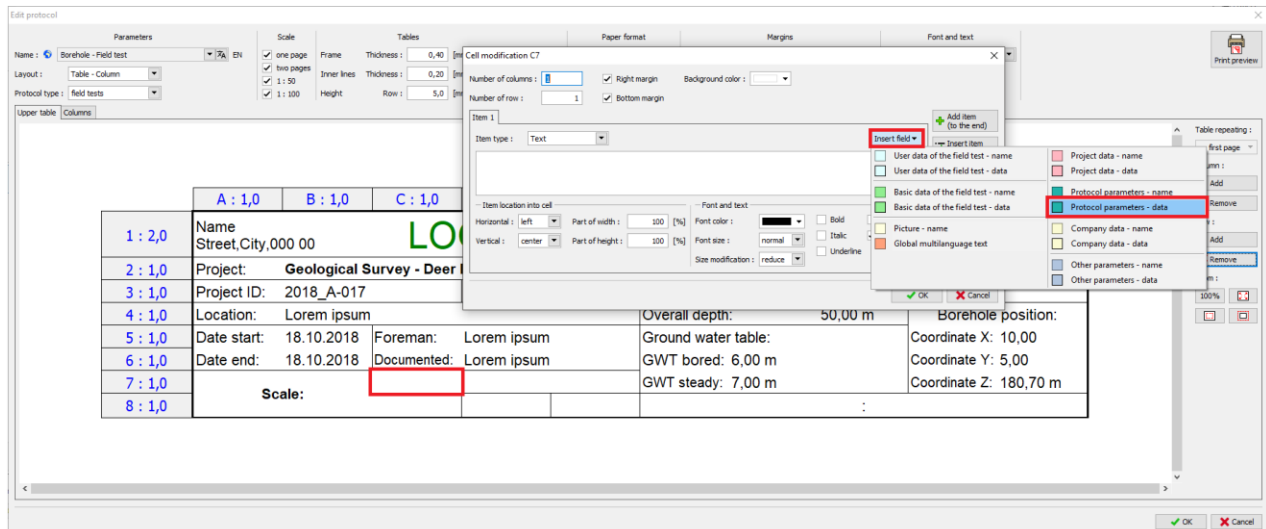 Edit protocol
Parameters Scale Tables Paper format Margins Font and text
Name : Borehole - Field test EN one page Frame Thickness : 0,40
two pages
Layout : Table - Column 1 : 50 Inner lines Thickness : 0,20
Protocol type : field tests 1 : 100 Height Row : 5,0
Print preview
Upper table Columns
Cell modification C7
Number of columns : 1 Right margin Background color :
Number of row : 1 Bottom margin
Item 1
Add item
(to the end)
Item type : Text Insert field Insert item
User data of the field test - name Project data - name
User data of the field test - data Project data - data
Basic data of the field test - name Protocol parameters - name
Basic data of the field test - data Protocol parameters - data
Picture - name Company data - name
Global multilanguage text Company data - data
Other parameters - name
Other parameters - data
Item location into cell Font and text
Horizontal : left Part of width : 100 [%] Font color : Bold
Vertical : center Part of height : 100 [%] Font size : normal Italic
Underline
Size modification : reduce
OK Cancel
Table repeating :
first page
Add
Remove
Add
Remove
100%
A : 1,0 B : 1,0 C : 1,0
1 : 2,0 Name
Street,City,000 00
2 : 1,0 Project: Geological Survey - Deer
3 : 1,0 Project ID: 2018_A-017
4 : 1,0 Location: Lorem ipsum Overall depth: 50,00 m Borehole position:
5 : 1,0 Date start: 18.10.2018 Foreman: Lorem ipsum Ground water table: Coordinate X: 10,00
6 : 1,0 Date end: 18.10.2018 Documented: Lorem ipsum GWT bored: 6,00 m Coordinate Y: 5,00
7 : 1,0 GWT steady: 7,00 m Coordinate Z: 180,70 m
Scale:
8 : 1,0 :
OK Cancel